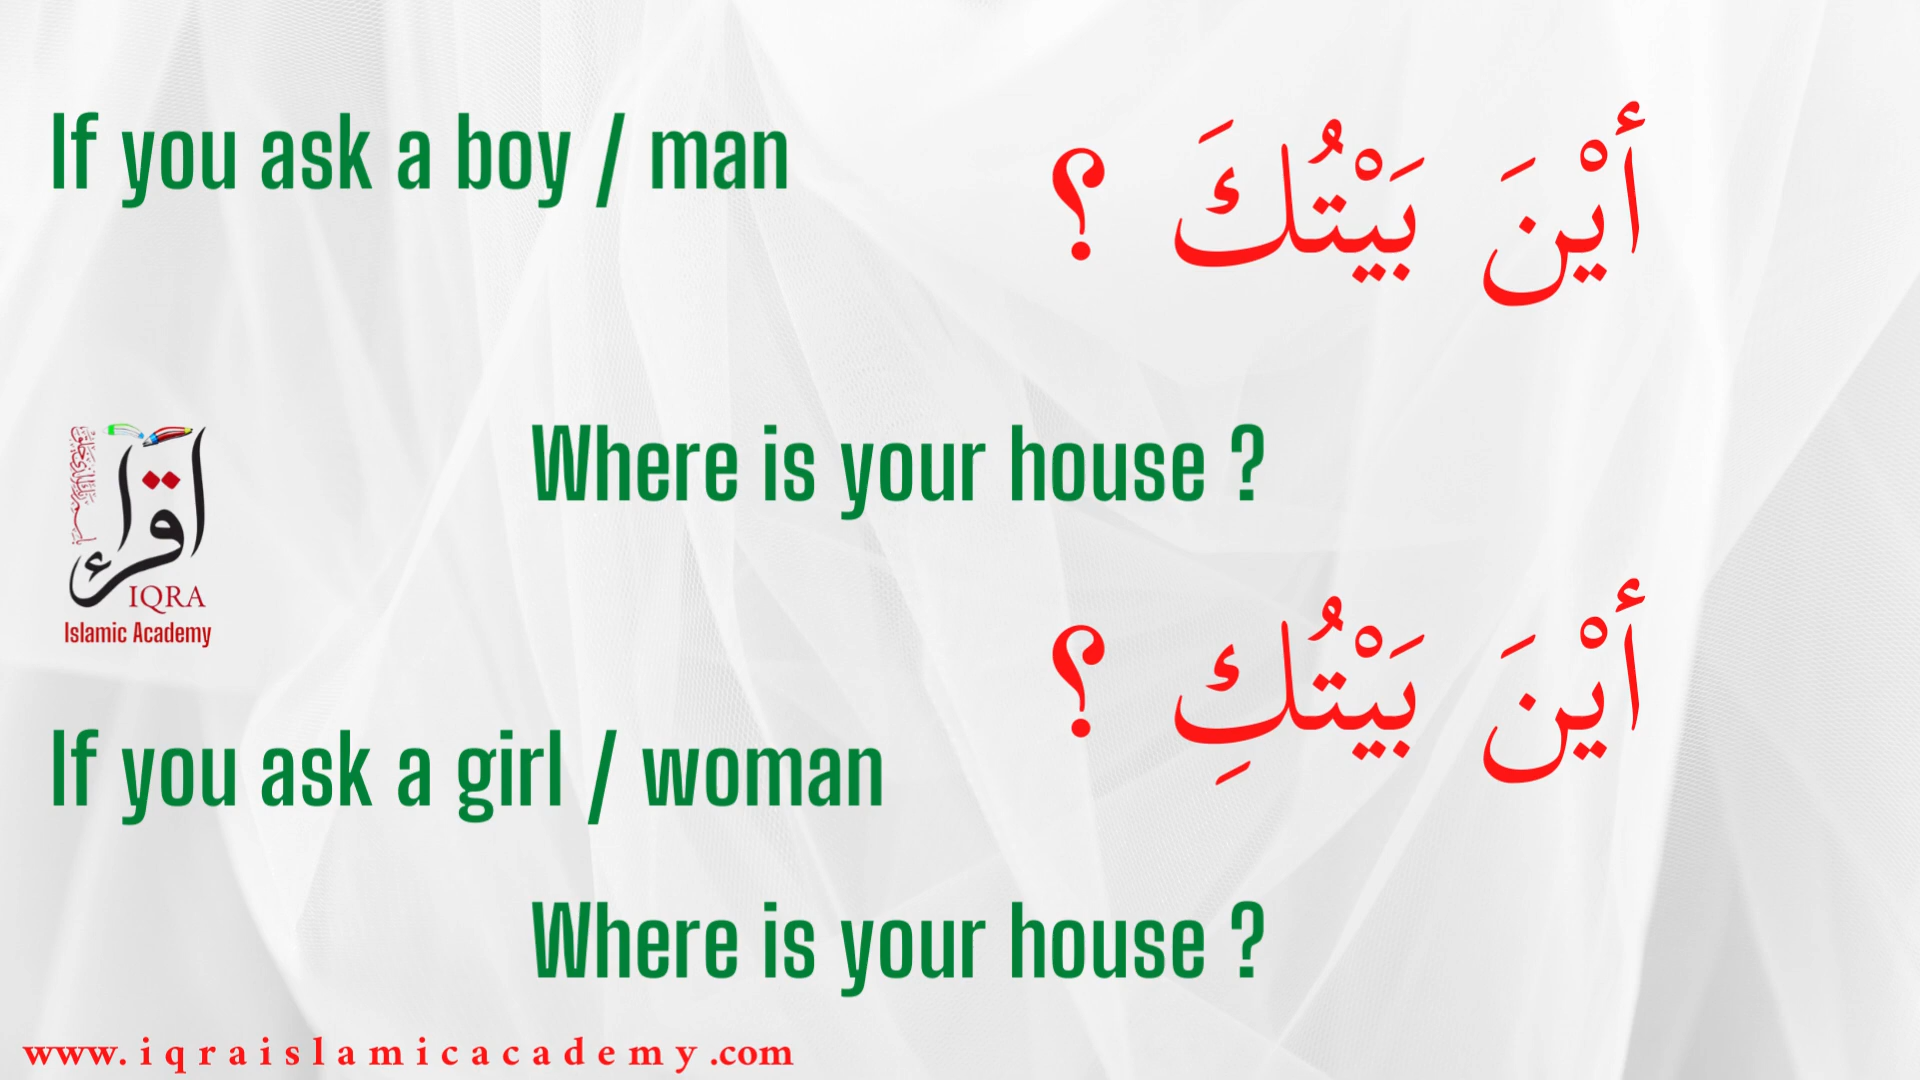 If you ask a boy / man
أَيْنَ بَيْتُكَ ؟
Where is your house ?
اقرأ
IQRA
Islamic Academy
أَيْنَ بَيْتُكِ ؟
If you ask a girl / woman
Where is your house ?
www. i q r a i s l a m i c a c a d e m y .com